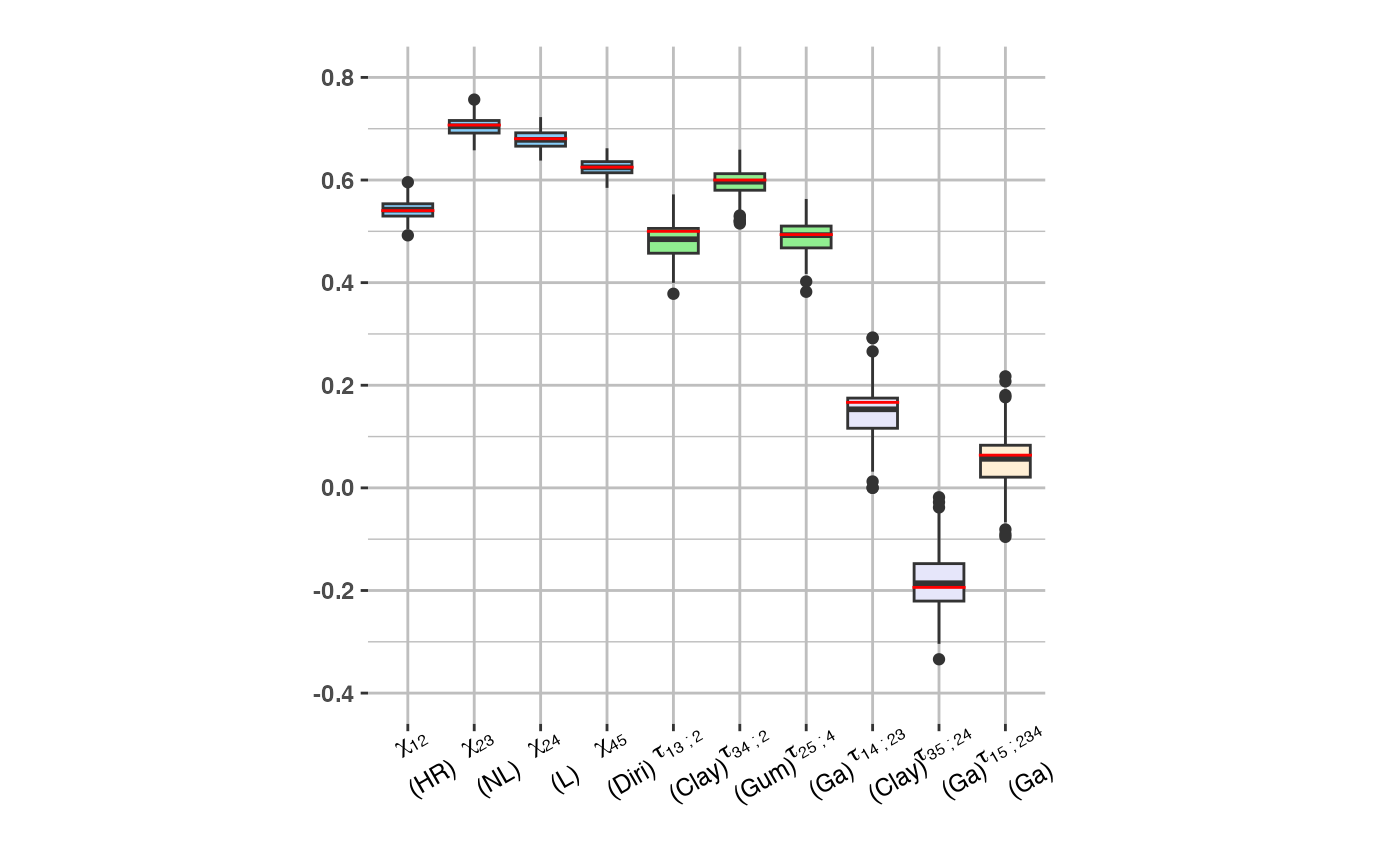 0.8
0.6
0.4
0.2
0.0
-0.2
-0.4
χ12 (HR)
χ23 (NL)
χ24 (L)
χ45 (Diri)
τ13 ; 2 (Clay)
τ34 ; 2 (Gum)
τ25 ; 4 (Ga)
τ14 ; 23 (Clay)
τ35 ; 24 (Ga)
τ15 ; 234 (Ga)